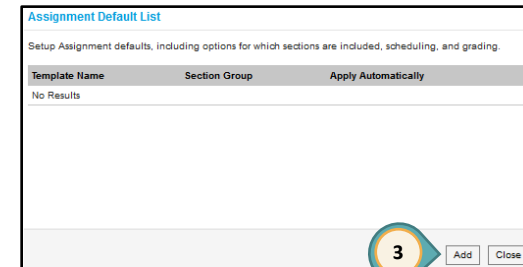 Assignment Default List
Setup Assignment defaults, including options for which sections are included, scheduling, and grading.
Template Name Section Group Apply Automatically
No Results
3 Add Close